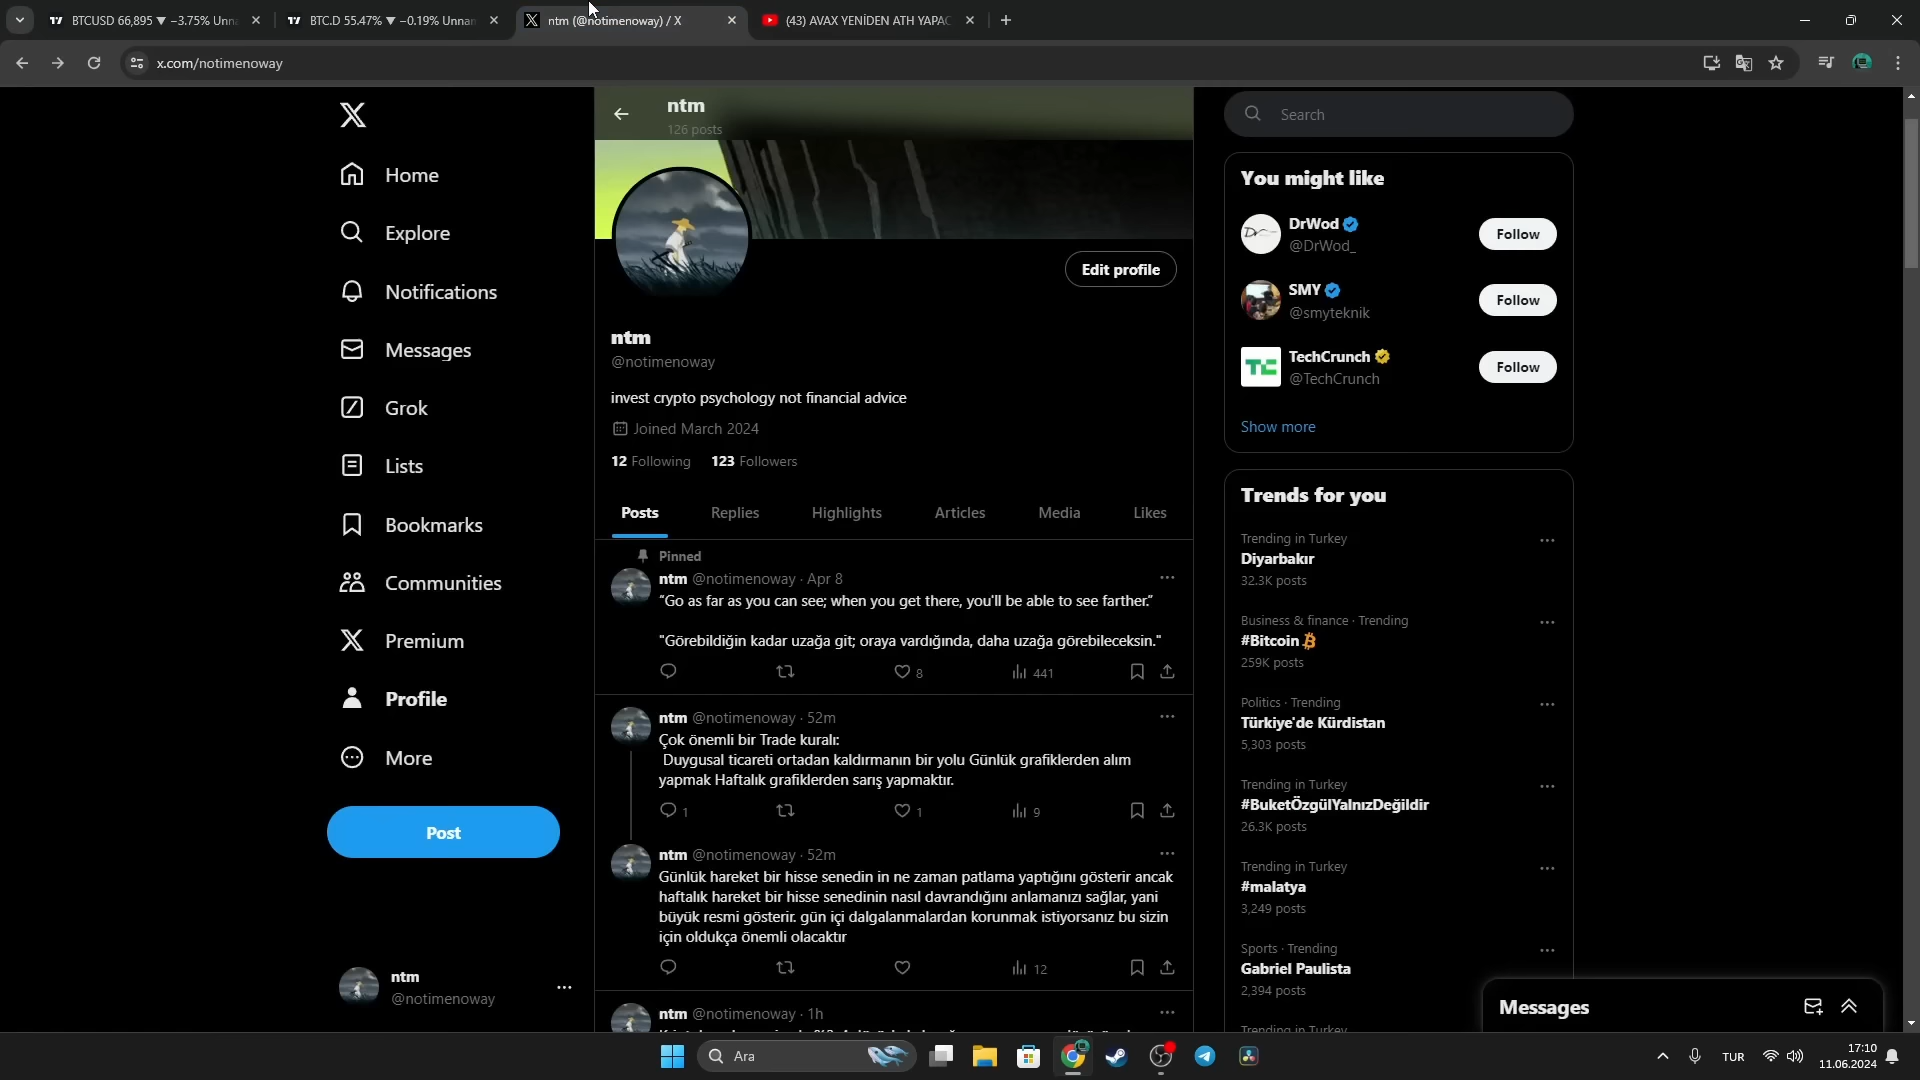 BTCUSD 66,895 ▼ −3.75% Unna
BTC.D 55.47% ▼ −0.19% Unnam
ntm (@notimenoway) / X
(43) AVAX YENİDEN ATH YAPAC
x.com/notimenoway
Home
Explore
Notifications
Messages
Grok
Lists
Bookmarks
Communities
Premium
Profile
More
Post
ntm
@notimenoway
ntm
126 posts
Edit profile
ntm
@notimenoway
invest crypto psychology not financial advice
Joined March 2024
12 Following 123 Followers
Posts Replies Highlights Articles Media Likes
Pinned
ntm @notimenoway · Apr 8
“Go as far as you can see; when you get there, you'll be able to see farther.”
"Görebildiğin kadar uzağa git; oraya vardığında, daha uzağa görebileceksin."
8 441
ntm @notimenoway · 52m
Çok önemli bir Trade kuralı:
Duygusal ticareti ortadan kaldırmanın bir yolu Günlük grafiklerden alım
yapmak Haftalık grafiklerden sarış yapmaktır.
1 1 9
ntm @notimenoway · 52m
Günlük hareket bir hisse senedin in ne zaman patlama yaptığını gösterir ancak
haftalık hareket bir hisse senedinin nasıl davrandığını anlamanızı sağlar, yani
büyük resmi gösterir. gün içi dalgalanmalardan korunmak istiyorsanız bu sizin
için oldukça önemli olacaktır
12
ntm @notimenoway · 1h
Search
You might like
DrWod
@DrWod_
Follow
SMY
@smyteknik
Follow
TechCrunch
@TechCrunch
Follow
Show more
Trends for you
Trending in Turkey
Diyarbakır
32.3K posts
Business & finance · Trending
#Bitcoin
259K posts
Politics · Trending
Türkiye'de Kürdistan
5,303 posts
Trending in Turkey
#BuketÖzgülYalnızDeğildir
26.3K posts
Trending in Turkey
#malatya
3,249 posts
Sports · Trending
Gabriel Paulista
2,394 posts
Trending in Turkey
Messages
Ara
TUR
17:10
11.06.2024